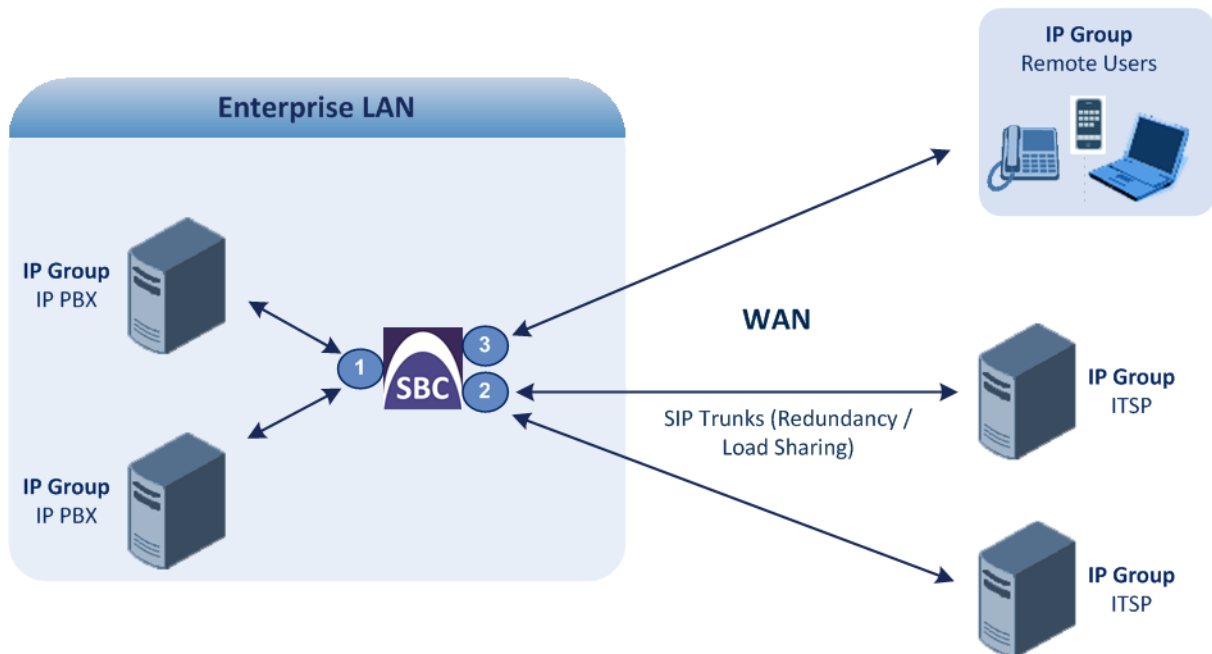 IP Group
Remote Users
Enterprise LAN
IP Group
IP PBX
WAN
3
1
SBC
2
IP Group
ITSP
SIP Trunks (Redundancy /
Load Sharing)
IP Group
IP PBX
IP Group
ITSP